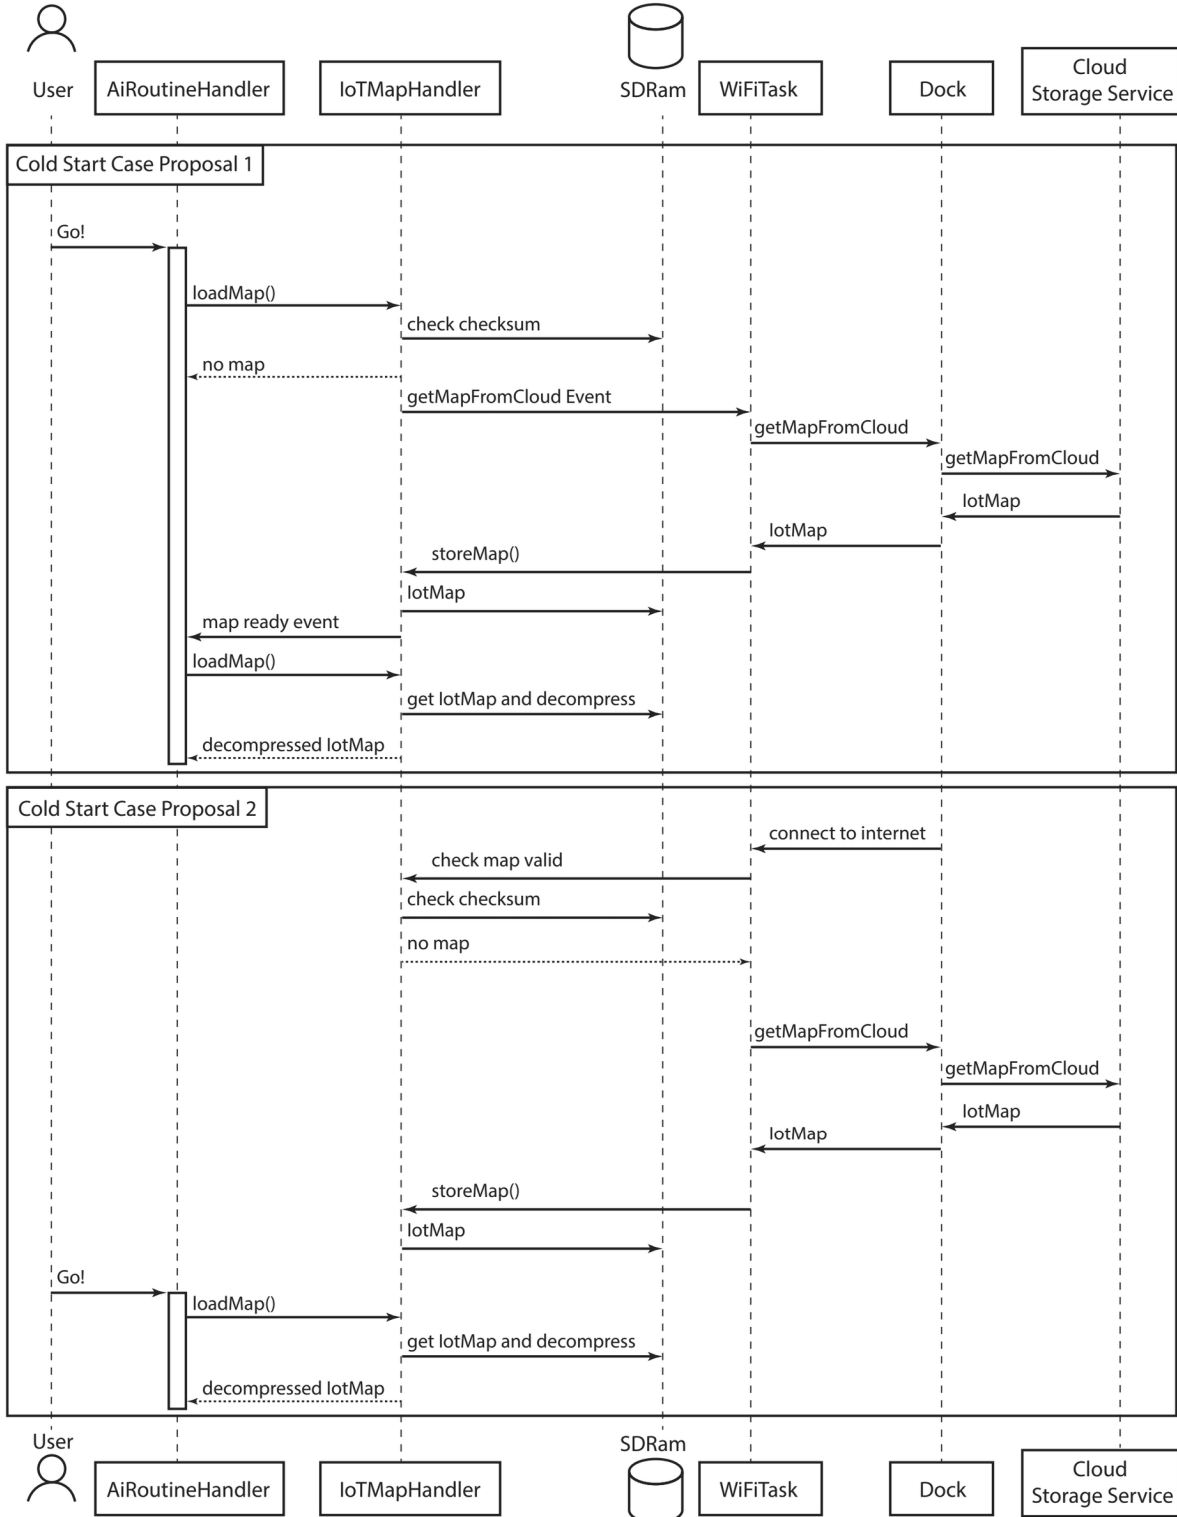 User
AiRoutineHandler
IoTMapHandler
SDRam
WiFiTask
Dock
Cloud
Storage Service
Cold Start Case Proposal 1
Go!
loadMap()
check checksum
no map
getMapFromCloud Event
getMapFromCloud
getMapFromCloud
IotMap
IotMap
storeMap()
IotMap
map ready event
loadMap()
get IotMap and decompress
decompressed IotMap
Cold Start Case Proposal 2
connect to internet
check map valid
check checksum
no map
getMapFromCloud
getMapFromCloud
IotMap
IotMap
storeMap()
IotMap
Go!
loadMap()
get IotMap and decompress
decompressed IotMap
User
AiRoutineHandler
IoTMapHandler
SDRam
WiFiTask
Dock
Cloud
Storage Service